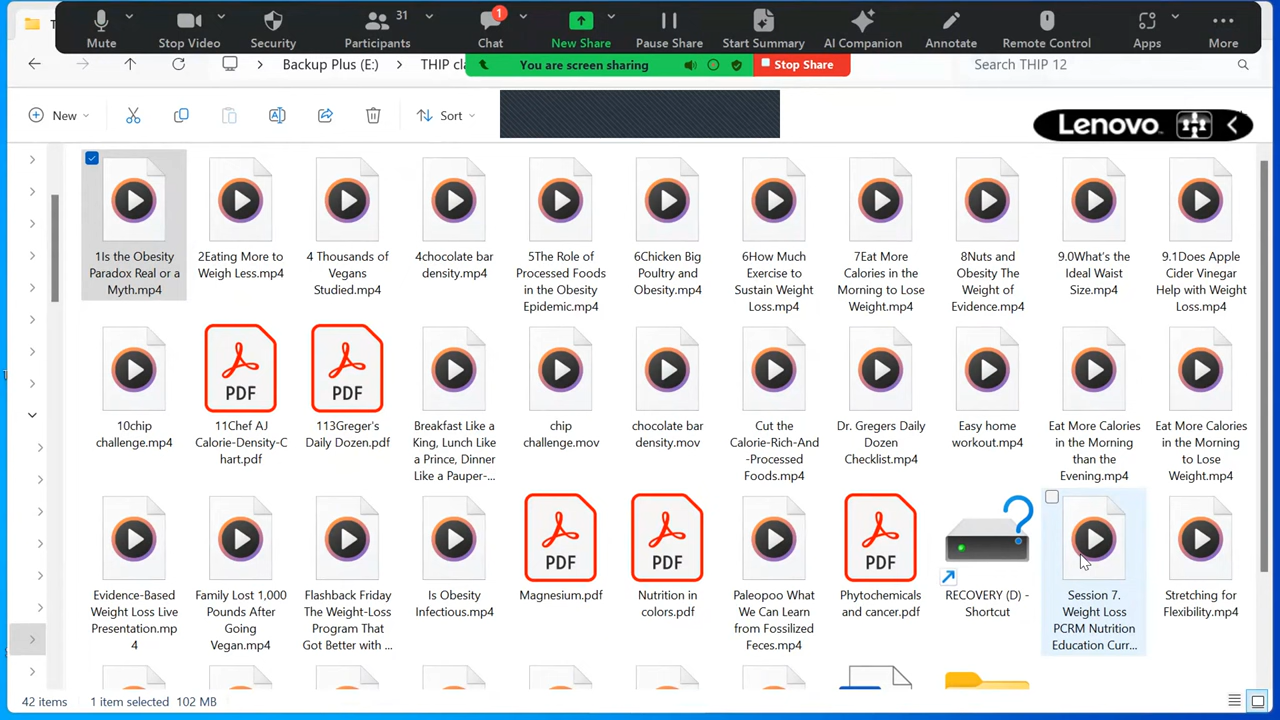 31
1
Mute
Stop Video
Security
Participants
Chat
New Share
Pause Share
Start Summary
AI Companion
Annotate
Remote Control
Apps
More
Backup Plus (E:)
THIP cla
You are screen sharing
Stop Share
Search THIP 12
New
Sort
Lenovo
1Is the Obesity
Paradox Real or a
Myth.mp4
2Eating More to
Weigh Less.mp4
4 Thousands of
Vegans
Studied.mp4
4chocolate bar
density.mp4
5The Role of
Processed Foods
in the Obesity
Epidemic.mp4
6Chicken Big
Poultry and
Obesity.mp4
6How Much
Exercise to
Sustain Weight
Loss.mp4
7Eat More
Calories in the
Morning to Lose
Weight.mp4
8Nuts and
Obesity The
Weight of
Evidence.mp4
9.0What's the
Ideal Waist
Size.mp4
9.1Does Apple
Cider Vinegar
Help with Weight
Loss.mp4
10chip
challenge.mp4
PDF
11Chef AJ
Calorie-Density-C
hart.pdf
PDF
113Greger's
Daily Dozen.pdf
Breakfast Like a
King, Lunch Like
a Prince, Dinner
Like a Pauper-...
chip
challenge.mov
chocolate bar
density.mov
Cut the
Calorie-Rich-And
-Processed
Foods.mp4
Dr. Gregers Daily
Dozen
Checklist.mp4
Easy home
workout.mp4
Eat More Calories
in the Morning
than the
Evening.mp4
Eat More Calories
in the Morning
to Lose
Weight.mp4
Evidence-Based
Weight Loss Live
Presentation.mp
4
Family Lost 1,000
Pounds After
Going
Vegan.mp4
Flashback Friday
The Weight-Loss
Program That
Got Better with ...
Is Obesity
Infectious.mp4
PDF
Magnesium.pdf
PDF
Nutrition in
colors.pdf
Paleopoo What
We Can Learn
from Fossilized
Feces.mp4
PDF
Phytochemicals
and cancer.pdf
RECOVERY (D) -
Shortcut
Session 7.
Weight Loss
PCRM Nutrition
Education Curr...
Stretching for
Flexibility.mp4
42 items
1 item selected 102 MB